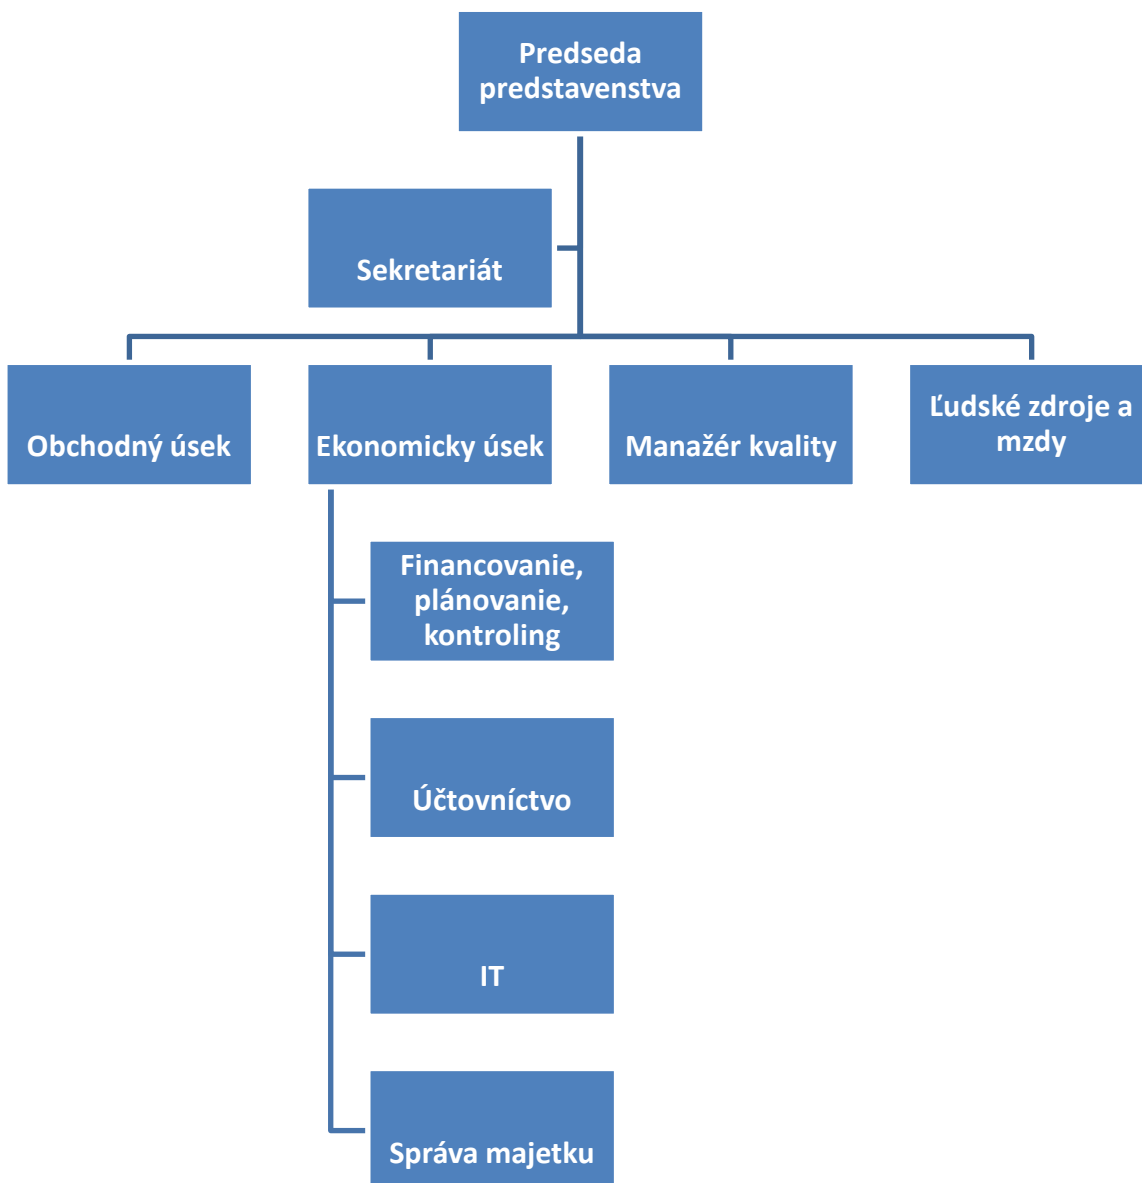 Predseda
predstavenstva
Sekretariát
Obchodný úsek
Ekonomicky úsek
Manažér kvality
Ľudské zdroje a
mzdy
Financovanie,
plánovanie,
kontroling
Účtovníctvo
IT
Správa majetku